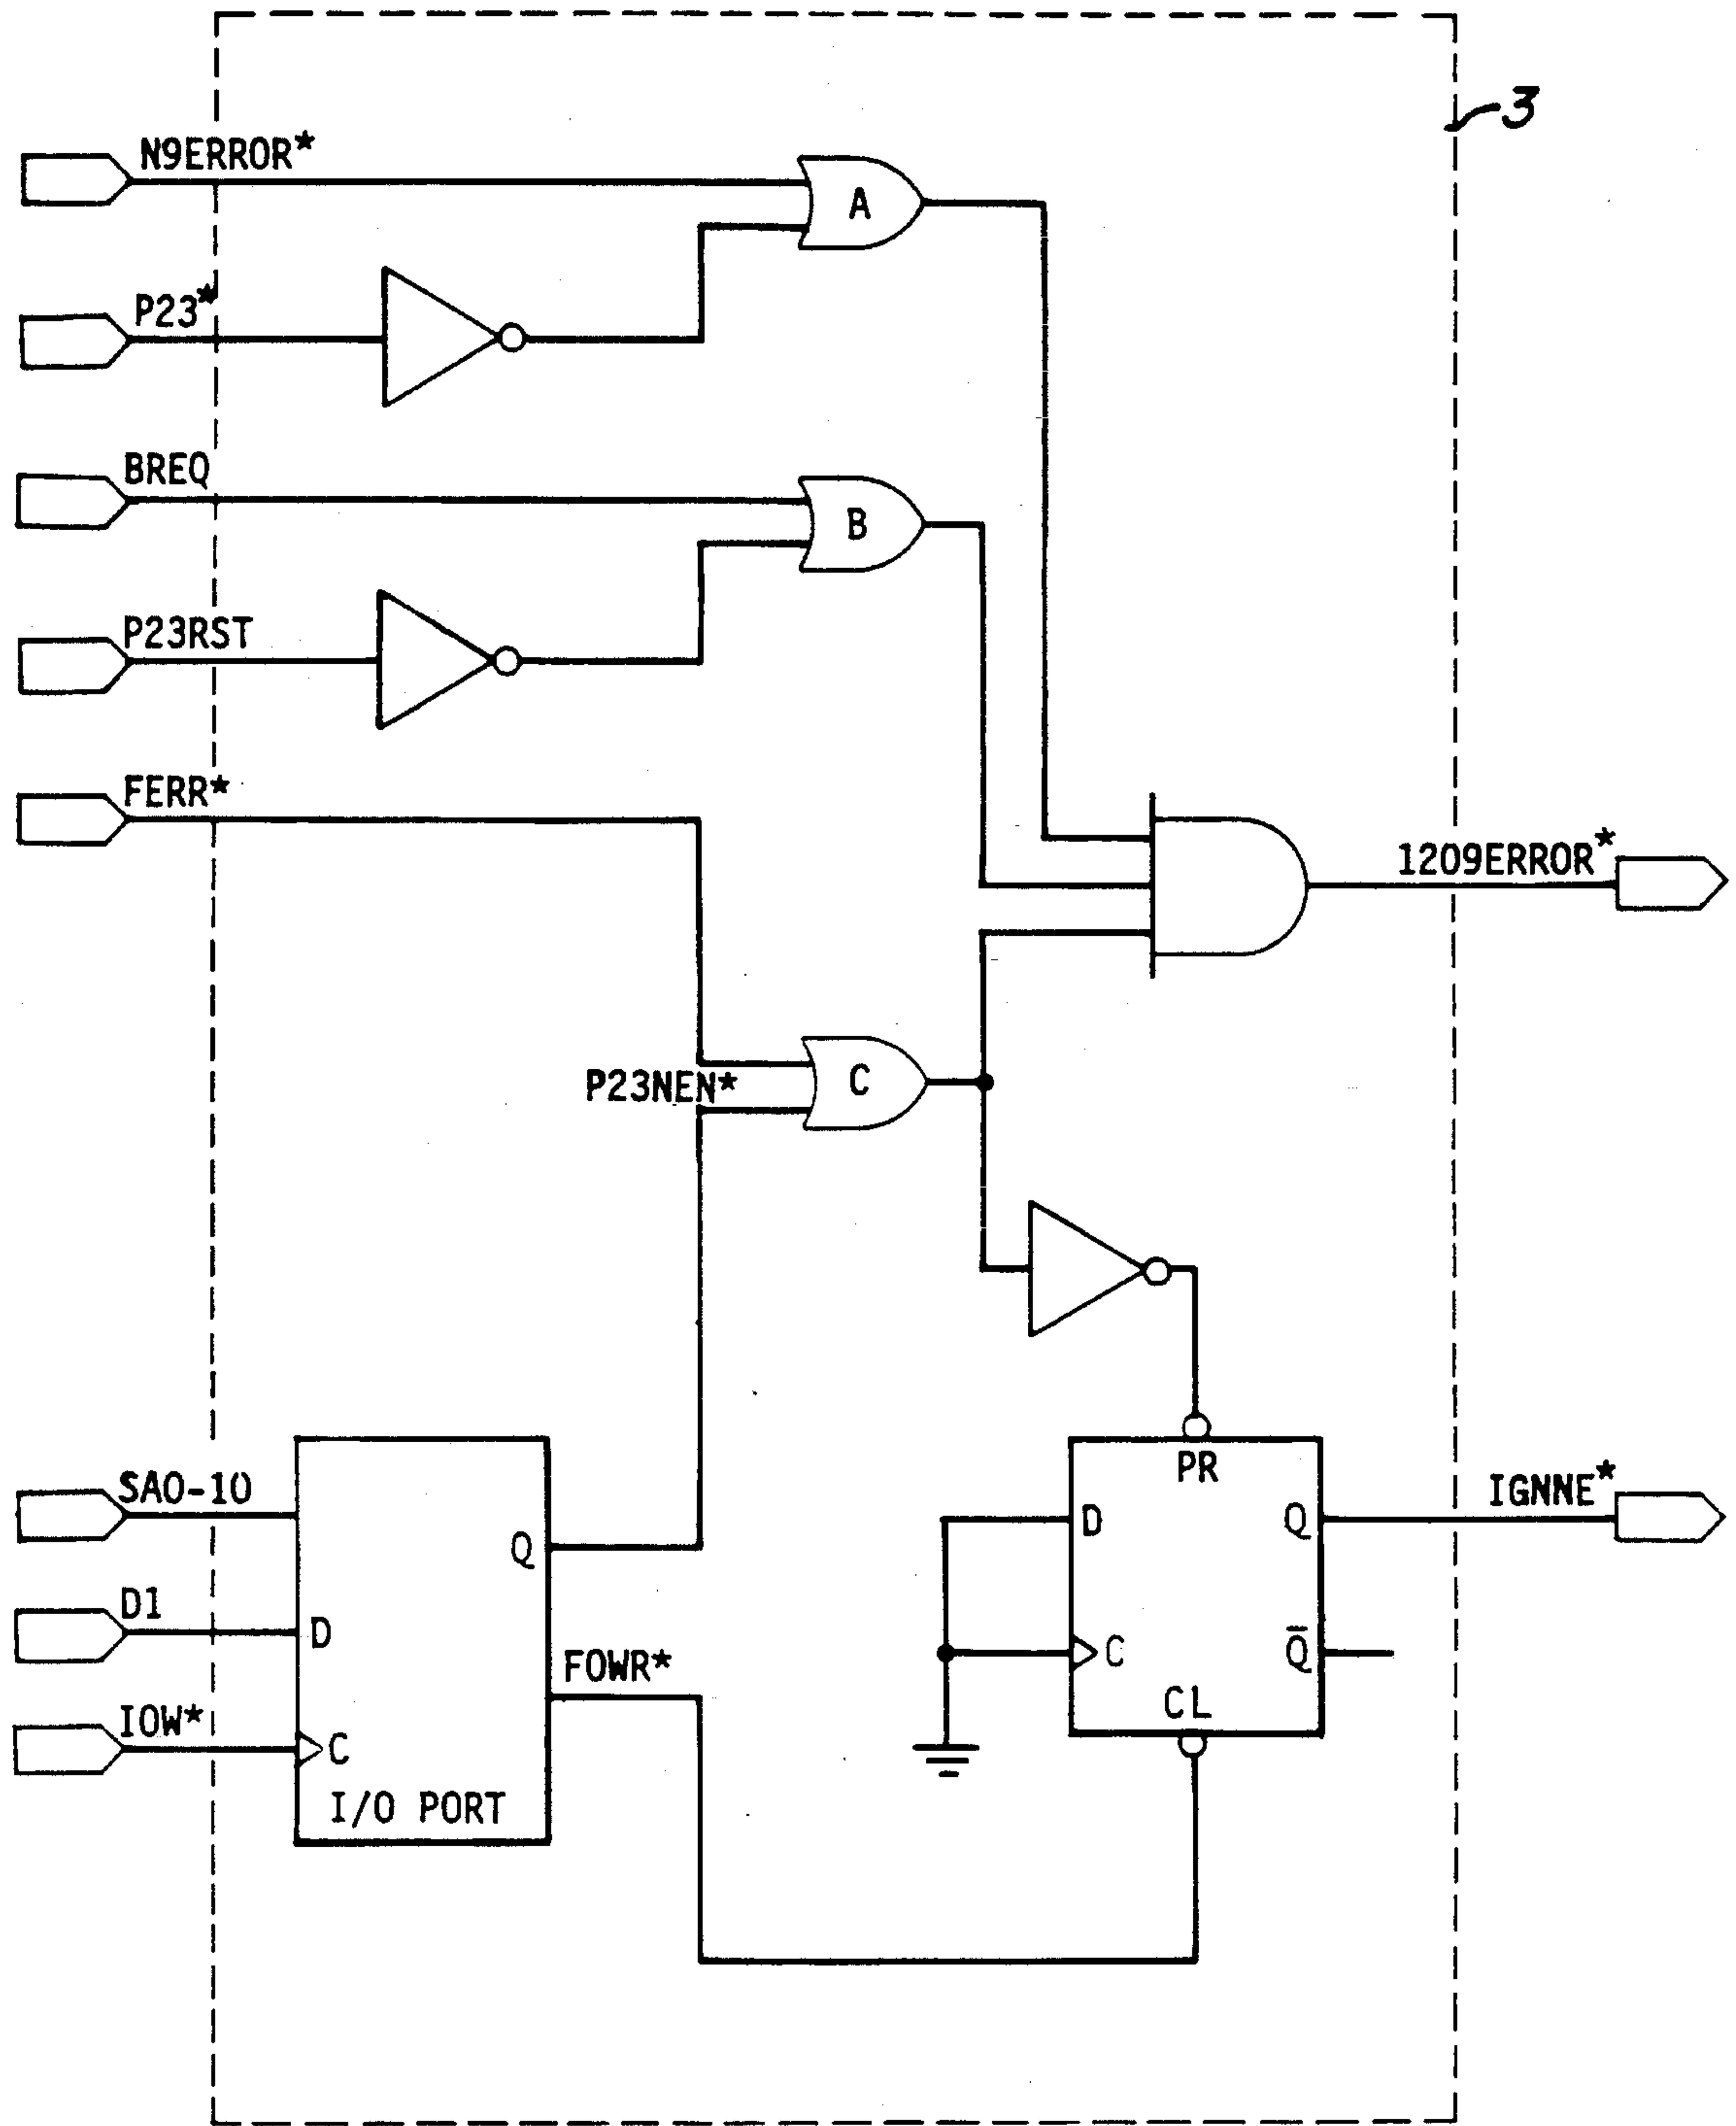 3
N9ERROR*
A
P23*
BREQ
B
P23RST
FERR*
1209ERROR*
P23NEN*
C
SA0-10
Q
D1
D
FOWR*
IOW*
C
I/O PORT
PR
D
Q
IGNNE*
C
Q̄
CL